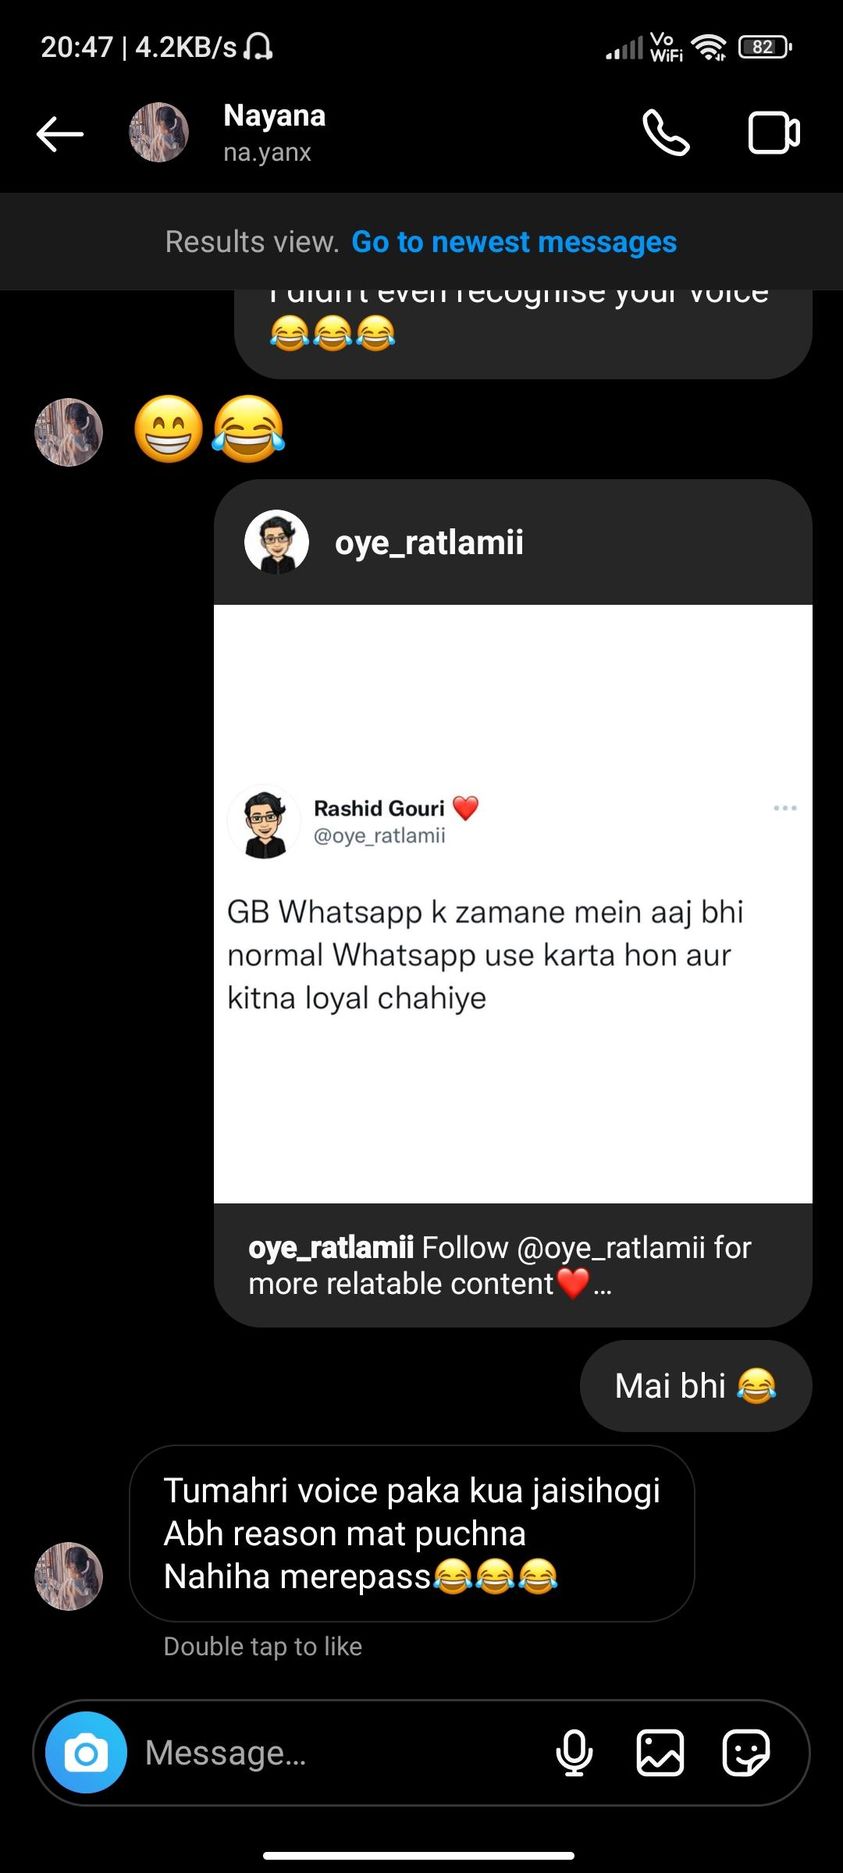 20:47 | 4.2KB/s
Vo
WiFi
82
Nayana
na.yanx
Results view. Go to newest messages
I didn't even recognise your voice
😂😂😂
😁😂
oye_ratlamii
Rashid Gouri ❤️
@oye_ratlamii
GB Whatsapp k zamane mein aaj bhi
normal Whatsapp use karta hon aur
kitna loyal chahiye
oye_ratlamii Follow @oye_ratlamii for
more relatable content❤️...
Mai bhi 😂
Tumahri voice paka kua jaisihogi
Abh reason mat puchna
Nahiha merepass😂😂😂
Double tap to like
Message...